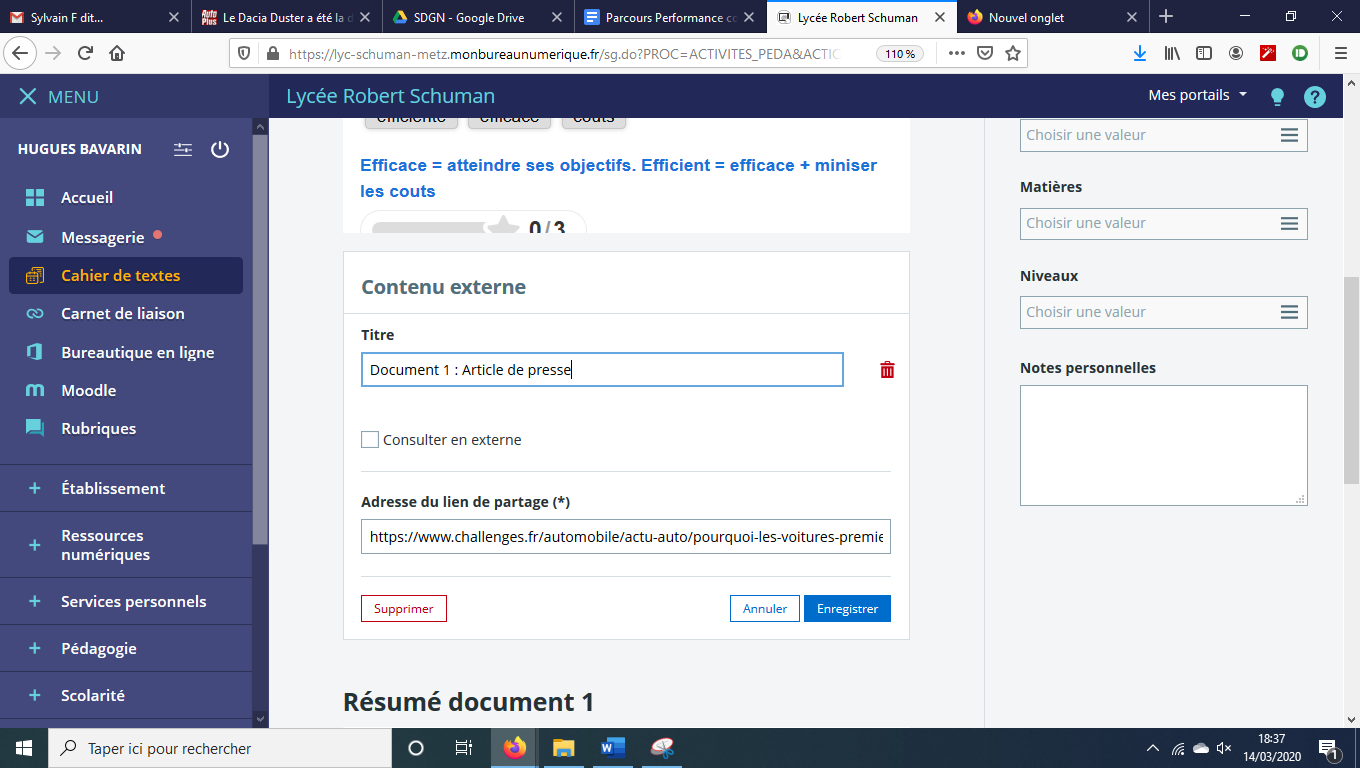 Sylvain F dit...
Le Dacia Duster a été la d
SDGN - Google Drive
Parcours Performance co
Lycée Robert Schuman
Nouvel onglet
https://lyc-schuman-metz.monbureaunumerique.fr/sg.do?PROC=ACTIVITES_PEDA&ACTIC
110 %
MENU
Lycée Robert Schuman
Mes portails
HUGUES BAVARIN
Accueil
Messagerie
Cahier de textes
Carnet de liaison
Bureautique en ligne
Moodle
Rubriques
Établissement
Ressources
numériques
Services personnels
Pédagogie
Scolarité
efficiente
efficace
couts
Efficace = atteindre ses objectifs. Efficient = efficace + miniser
les couts
0/3
Contenu externe
Titre
Document 1 : Article de presse
Consulter en externe
Adresse du lien de partage (*)
https://www.challenges.fr/automobile/actu-auto/pourquoi-les-voitures-premie
Supprimer
Annuler
Enregistrer
Résumé document 1
Choisir une valeur
Matières
Choisir une valeur
Niveaux
Choisir une valeur
Notes personnelles
Taper ici pour rechercher
18:37
14/03/2020
1